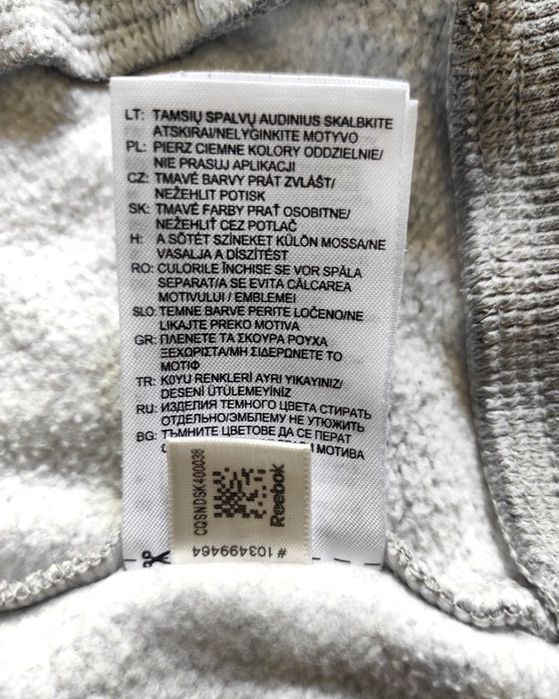 LT: TAMSIŲ SPALVŲ AUDINIUS SKALBKITE
ATSKIRAI/NELYGINKITE MOTYVO
PL: PIERZ CIEMNE KOLORY ODDZIELNIE/
NIE PRASUJ APLIKACJI
CZ: TMAVÉ BARVY PRÁT ZVLÁŠŤ/
NEŽEHLIT POTISK
SK: TMAVÉ FARBY PRAŤ OSOBITNE/
NEŽEHLIŤ CEZ POTLAČ
H: A SÖTÉT SZÍNEKET KÜLÖN MOSSA/NE
VASALJA A DÍSZÍTÉST
RO: CULORILE ÎNCHISE SE VOR SPĂLA
SEPARAT/A SE EVITA CĂLCAREA
MOTIVULUI / EMBLEMEI
SLO: TEMNE BARVE PERITE LOČENO/NE
LIKAJTE PREKO MOTIVA
GR: ΠΛΕΝΕΤΕ ΤΑ ΣΚΟΥΡΑ ΡΟΥΧΑ
ΞΕΧΩΡΙΣΤΑ/ΜΗ ΣΙΔΕΡΩΝΕΤΕ ΤΟ
ΜΟΤΙΦ
TR: KOYU RENKLERİ AYRI YIKAYINIZ/
DESENİ ÜTÜLEMEYİNİZ
RU: ИЗДЕЛИЯ ТЕМНОГО ЦВЕТА СТИРАТЬ
ОТДЕЛЬНО/ЭМБЛЕМУ НЕ УТЮЖИТЬ
BG: ТЪМНИТЕ ЦВЕТОВЕ ДА СЕ ПЕРАТ
МОТИВА
CQSNDSK400036
Reebok
#103499464